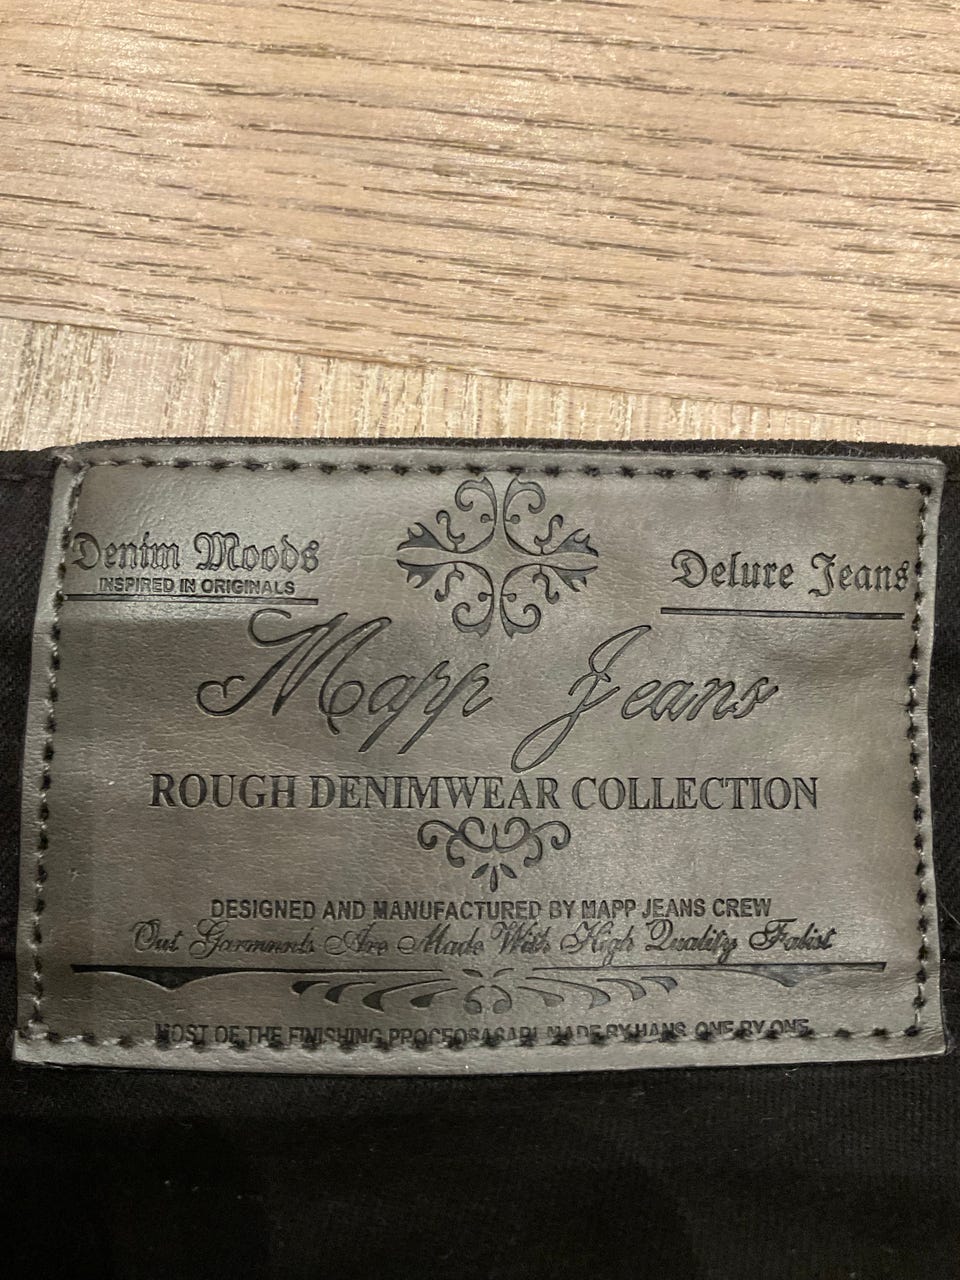 Denim Moods
INSPIRED IN ORIGINALS
Delure Jeans
Mapp Jeans
ROUGH DENIMWEAR COLLECTION
DESIGNED AND MANUFACTURED BY MAPP JEANS CREW
Out Garments Are Made With High Quality
MOST OF THE FINISHING MADE BY HANS ONE BY ONE